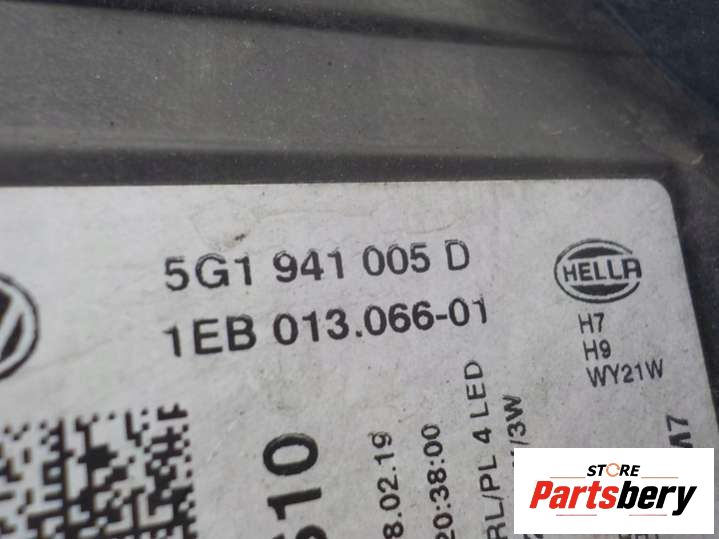 5G1 941 005 D
1EB 013.066-01
HELLA
H7
H9
WY21W
510
8.02.19
20:38:00
RL/PL 4 LED
/3W
STORE
Partsbery